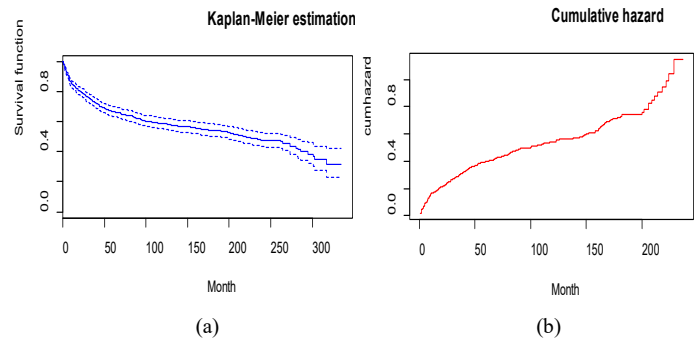 Kaplan-Meier estimation
Survival function
0.8
0.4
0.0
0 50 100 150 200 250 300
Month
(a)
Cumulative hazard
cumhazard
0.8
0.4
0.0
0 50 100 150 200
Month
(b)